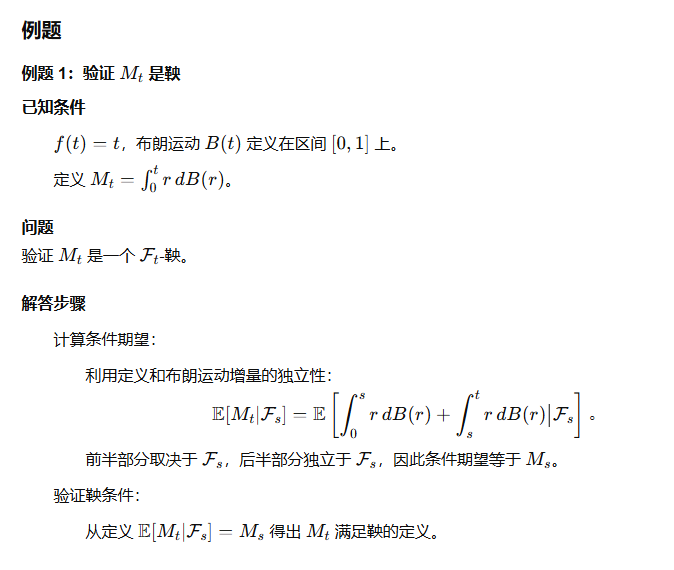 例题
例题 1：验证 $M_t$ 是鞅
已知条件
$f(t) = t$，布朗运动 $B(t)$ 定义在区间 $[0, 1]$ 上。
定义 $M_t = \int_0^t r \, dB(r)$。
问题
验证 $M_t$ 是一个 $\mathcal{F}_t$-鞅。
解答步骤
计算条件期望：
利用定义和布朗运动增量的独立性：
$\mathbb{E}[M_t | \mathcal{F}_s] = \mathbb{E}\left[ \int_0^s r \, dB(r) + \int_s^t r \, dB(r) \middle| \mathcal{F}_s \right]$。
前半部分取决于 $\mathcal{F}_s$，后半部分独立于 $\mathcal{F}_s$，因此条件期望等于 $M_s$。
验证鞅条件：
从定义 $\mathbb{E}[M_t | \mathcal{F}_s] = M_s$ 得出 $M_t$ 满足鞅的定义。